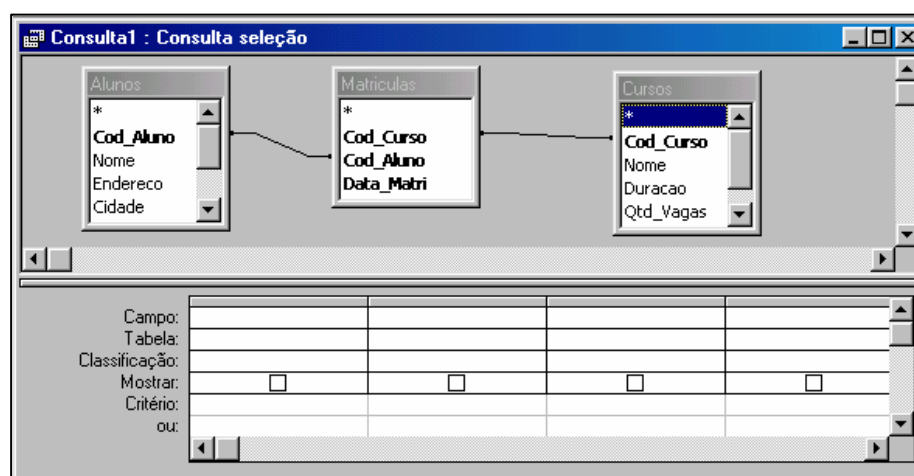 Consulta1 : Consulta seleção
Alunos
*
Cod_Aluno
Nome
Endereco
Cidade
Matriculas
*
Cod_Curso
Cod_Aluno
Data_Matri
Cursos
*
Cod_Curso
Nome
Duracao
Qtd_Vagas
Campo:
Tabela:
Classificação:
Mostrar:
Critério:
ou: